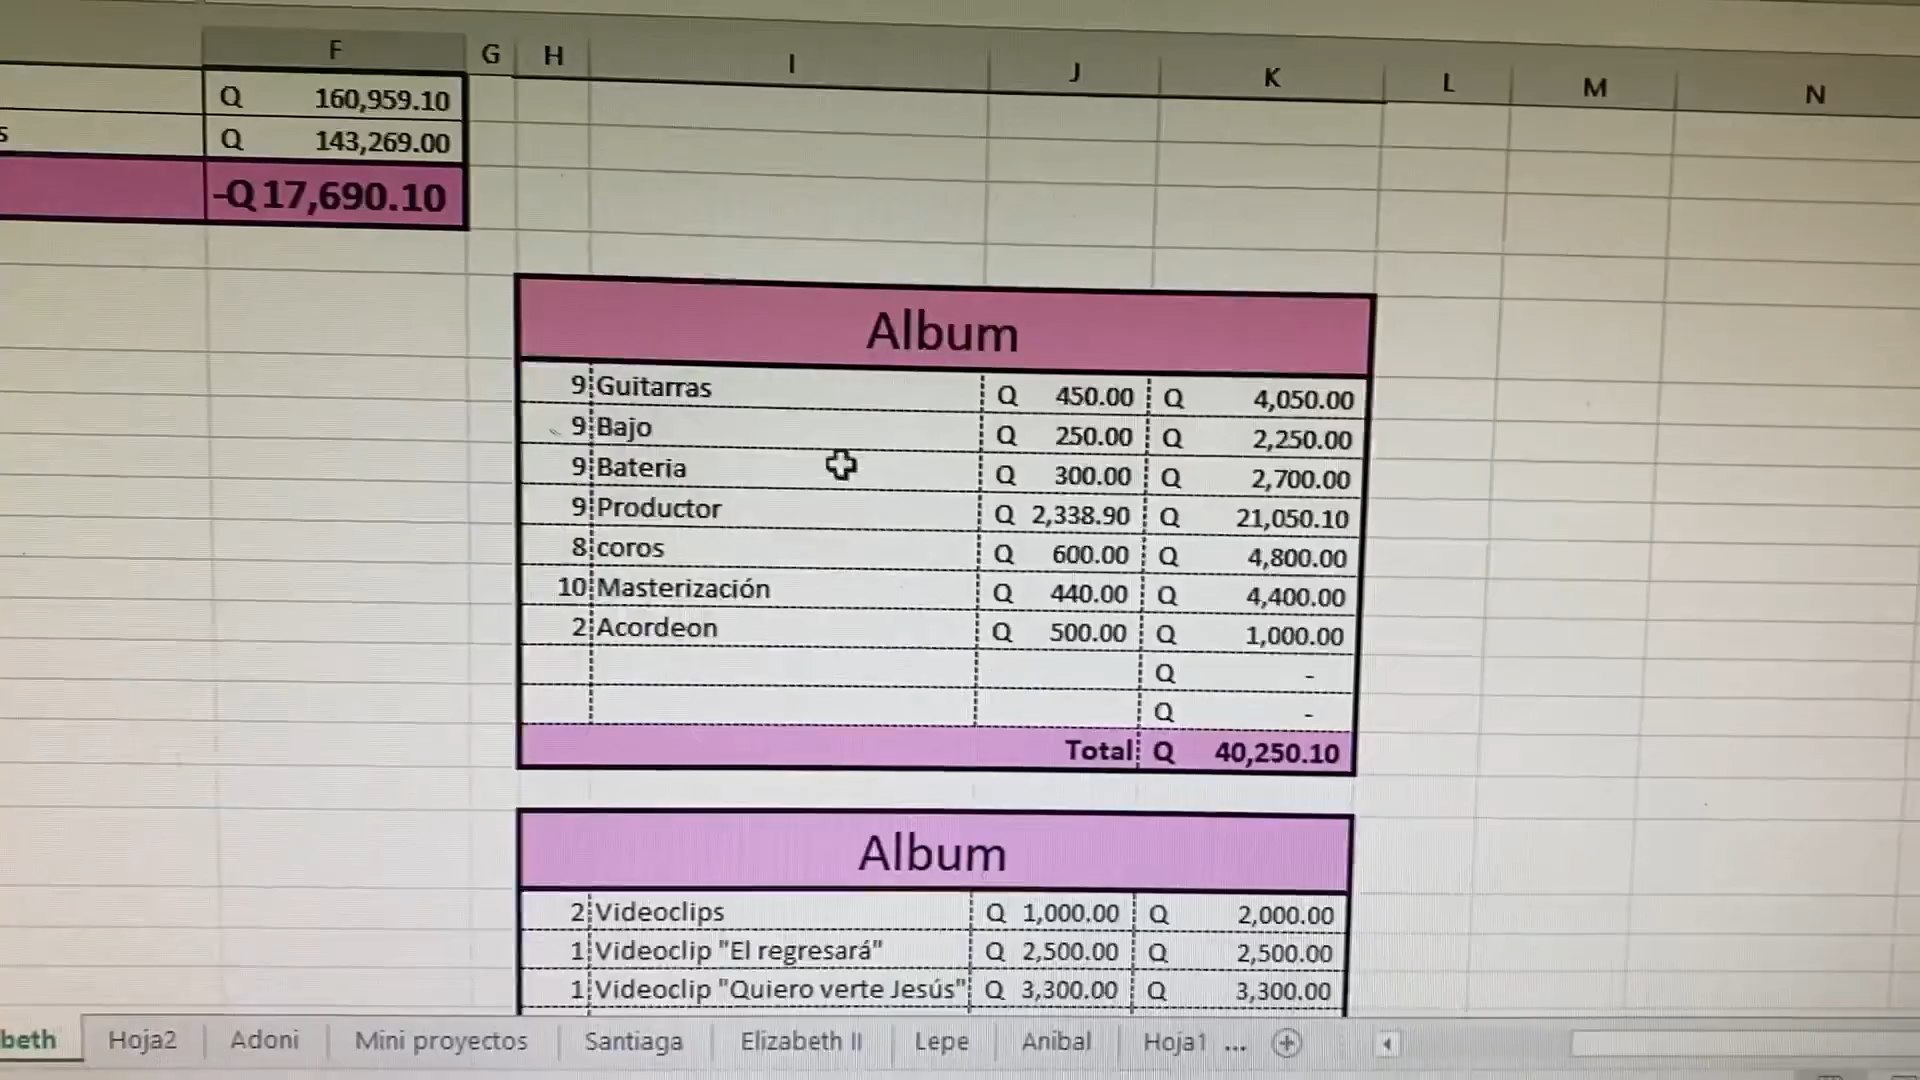 F G H I J K L M N
Q 160,959.10
s Q 143,269.00
-Q 17,690.10
Album
9 Guitarras Q 450.00 Q 4,050.00
9 Bajo Q 250.00 Q 2,250.00
9 Bateria Q 300.00 Q 2,700.00
9 Productor Q 2,338.90 Q 21,050.10
8 coros Q 600.00 Q 4,800.00
10 Masterización Q 440.00 Q 4,400.00
2 Acordeon Q 500.00 Q 1,000.00
Q -
Q -
Total Q 40,250.10
Album
2 Videoclips Q 1,000.00 Q 2,000.00
1 Videoclip "El regresará" Q 2,500.00 Q 2,500.00
1 Videoclip "Quiero verte Jesús" Q 3,300.00 Q 3,300.00
beth Hoja2 Adoni Mini proyectos Santiaga Elizabeth II Lepe Anibal Hoja1 ...